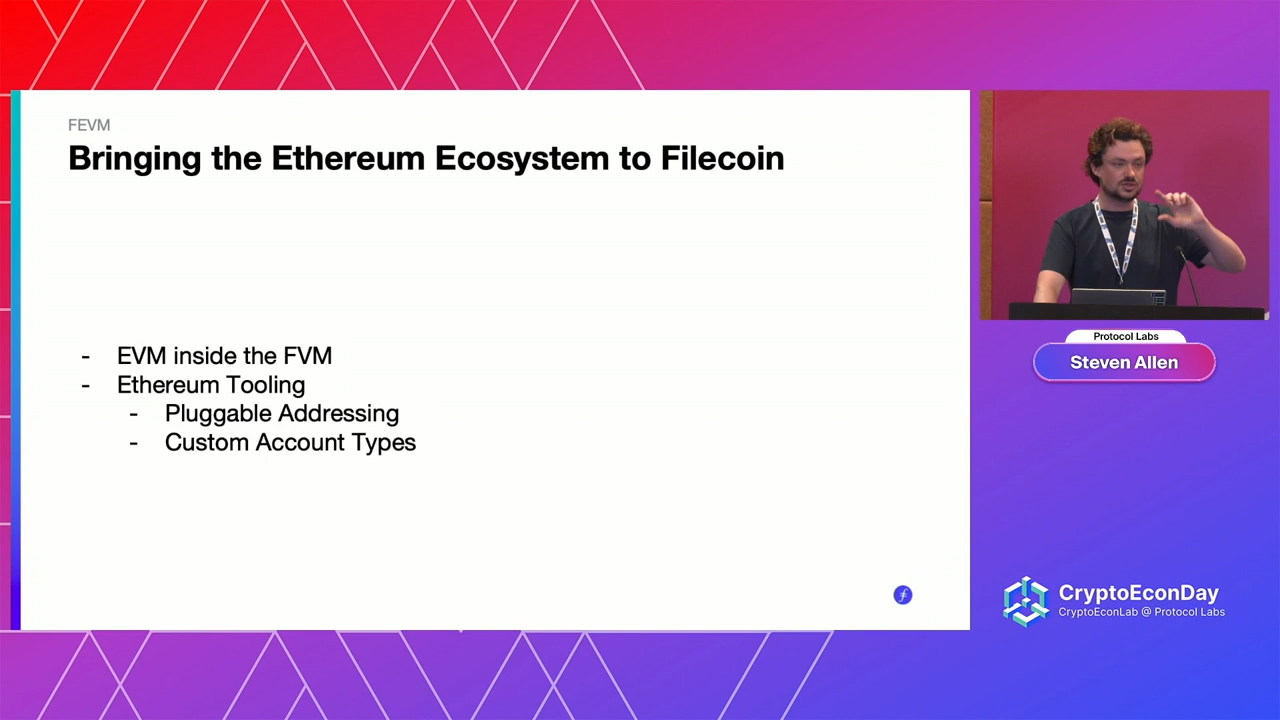 FEVM
Bringing the Ethereum Ecosystem to Filecoin
- EVM inside the FVM
- Ethereum Tooling
- Pluggable Addressing
- Custom Account Types
Protocol Labs
Steven Allen
CryptoEconDay
CryptoEconLab @ Protocol Labs